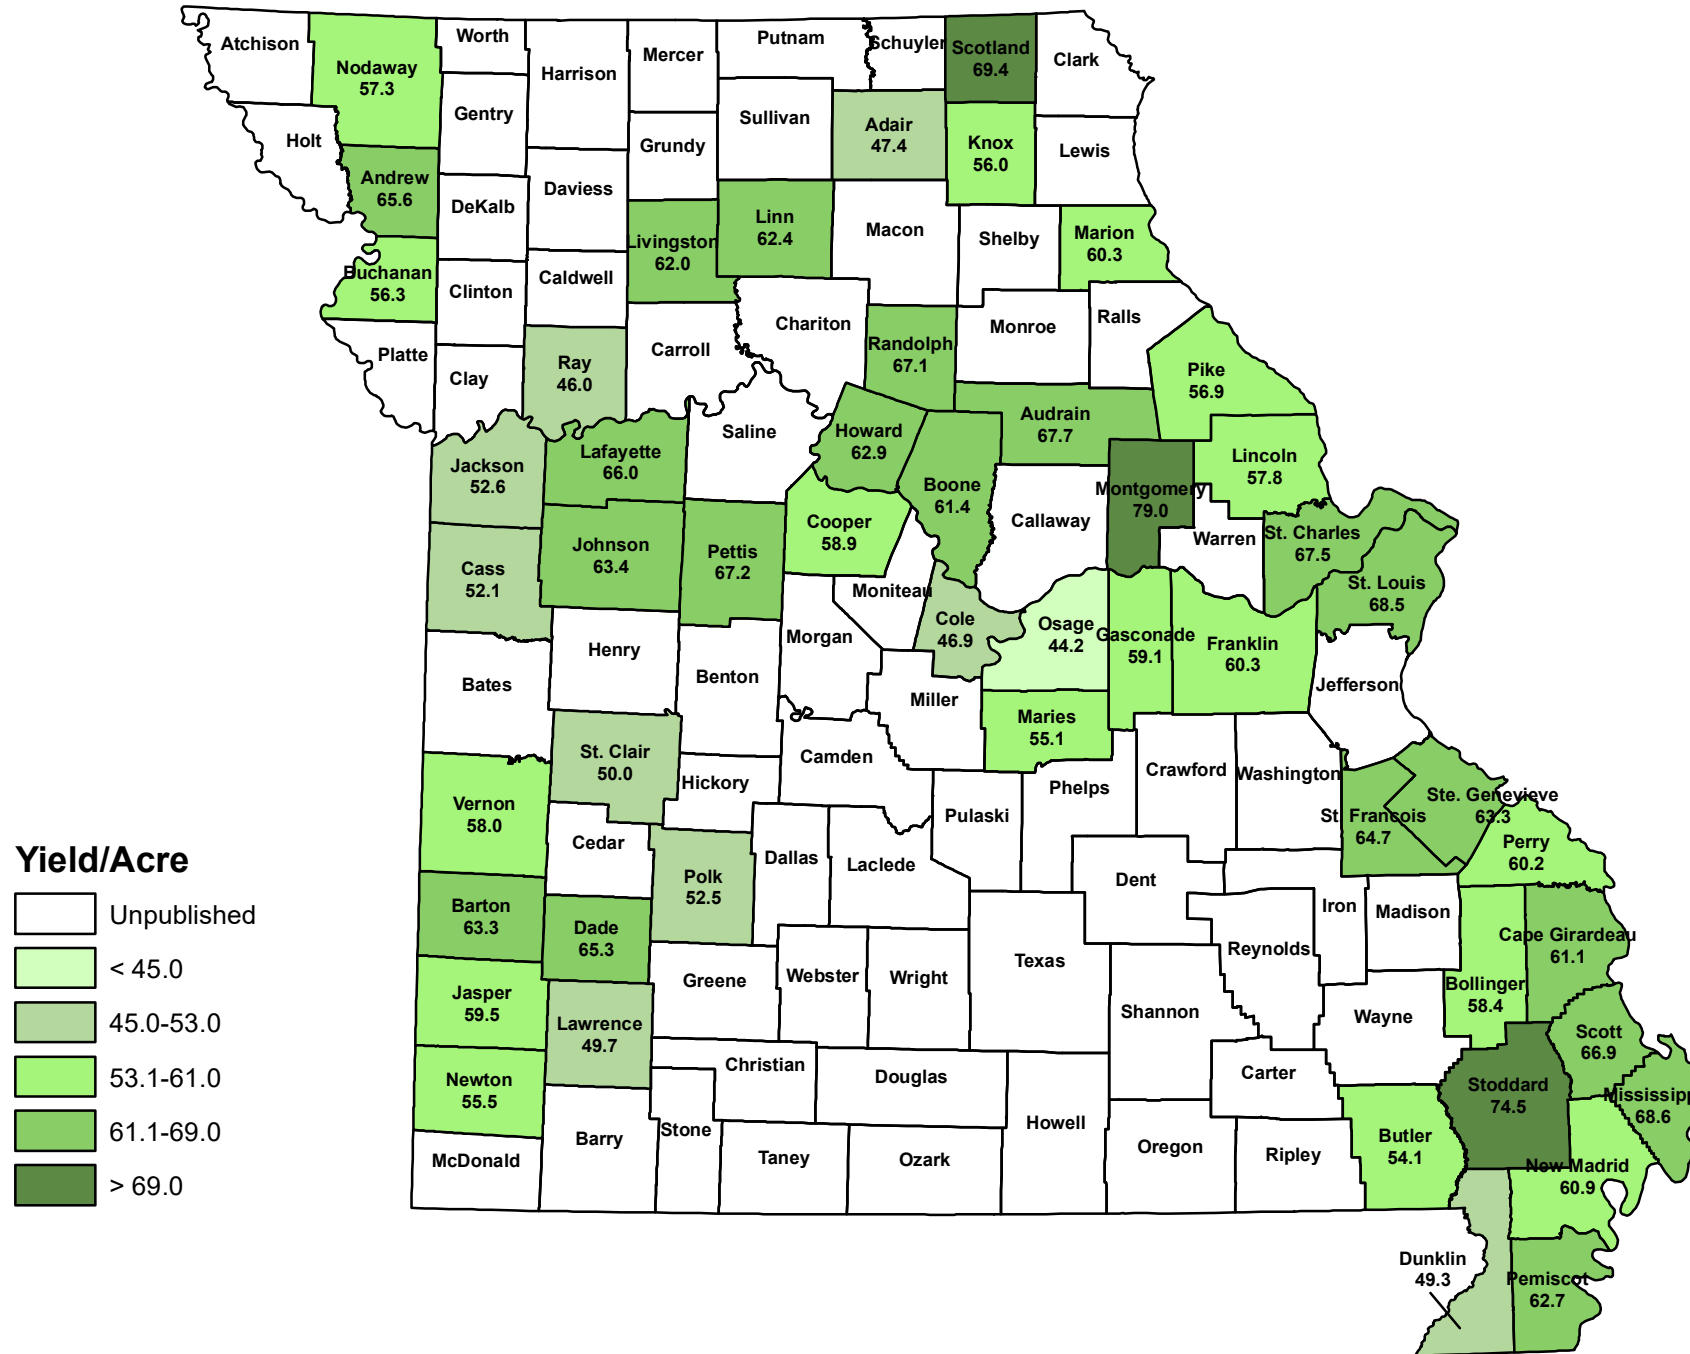 Atchison
Nodaway
57.3
Worth
Harrison
Mercer
Putnam
Schuyler
Scotland
69.4
Clark
Holt
Gentry
Grundy
Sullivan
Adair
47.4
Knox
56.0
Lewis
Andrew
65.6
DeKalb
Daviess
Livingston
62.0
Linn
62.4
Macon
Shelby
Marion
60.3
Buchanan
56.3
Clinton
Caldwell
Chariton
Randolph
67.1
Monroe
Ralls
Platte
Clay
Ray
46.0
Carroll
Pike
56.9
Saline
Howard
62.9
Audrain
67.7
Jackson
52.6
Lafayette
66.0
Boone
61.4
Montgomery
79.0
Lincoln
57.8
Cooper
58.9
Callaway
Warren
St. Charles
67.5
Cass
52.1
Johnson
63.4
Pettis
67.2
Moniteau
St. Louis
68.5
Cole
46.9
Osage
44.2
Gasconade
59.1
Franklin
60.3
Henry
Morgan
Bates
Benton
Miller
Jefferson
Maries
55.1
St. Clair
50.0
Camden
Crawford
Washington
Hickory
Phelps
Ste. Genevieve
63.3
Vernon
58.0
Pulaski
St. Francois
64.7
Perry
60.2
Cedar
Dallas
Laclede
Polk
52.5
Dent
Yield/Acre
Unpublished
< 45.0
45.0-53.0
53.1-61.0
61.1-69.0
> 69.0
Barton
63.3
Dade
65.3
Iron
Madison
Cape Girardeau
61.1
Greene
Webster
Wright
Texas
Reynolds
Jasper
59.5
Bollinger
58.4
Lawrence
49.7
Shannon
Wayne
Scott
66.9
Newton
55.5
Christian
Douglas
Carter
Stoddard
74.5
Mississipp
68.6
Barry
Stone
Howell
Butler
54.1
McDonald
Taney
Ozark
Oregon
Ripley
New Madrid
60.9
Dunklin
49.3
Pemiscot
62.7